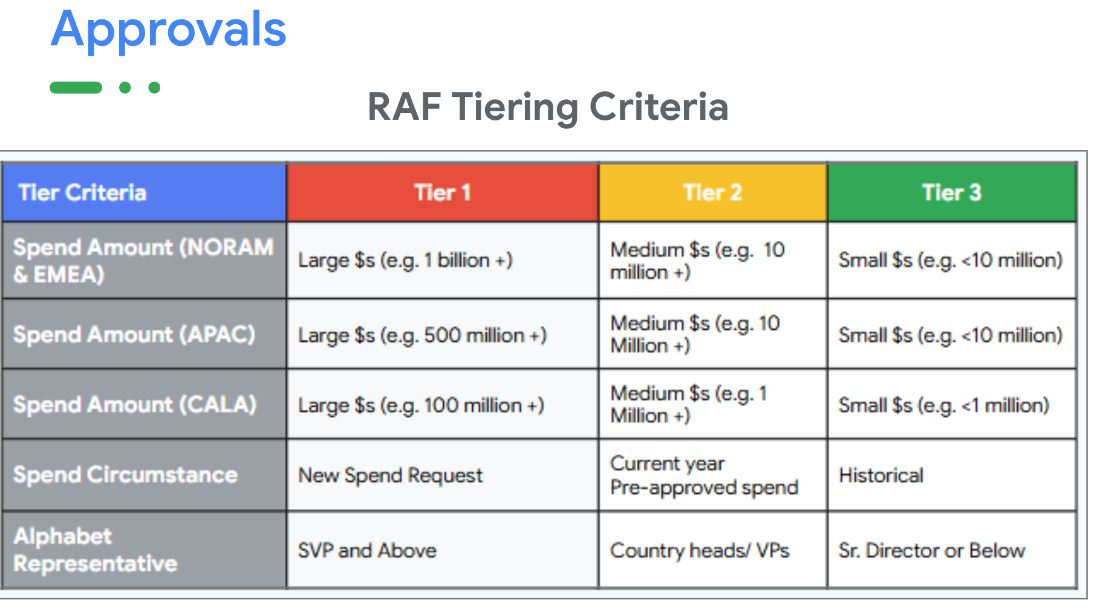 Approvals
RAF Tiering Criteria
Tier Criteria
Tier 1
Tier 2
Tier 3
Spend Amount (NORAM
& EMEA)
Large $s (e.g. 1 billion +)
Medium $s (e.g.  10
million +)
Small $s (e.g. <10 million)
Spend Amount (APAC)
Large $s (e.g. 500 million +)
Medium $s (e.g. 10
Million +)
Small $s (e.g. <10 million)
Spend Amount (CALA)
Large $s (e.g. 100 million +)
Medium $s (e.g. 1
Million +)
Small $s (e.g. <1 million)
Spend Circumstance
New Spend Request
Current year
Pre-approved spend
Historical
Alphabet
Representative
SVP and Above
Country heads/ VPs
Sr. Director or Below